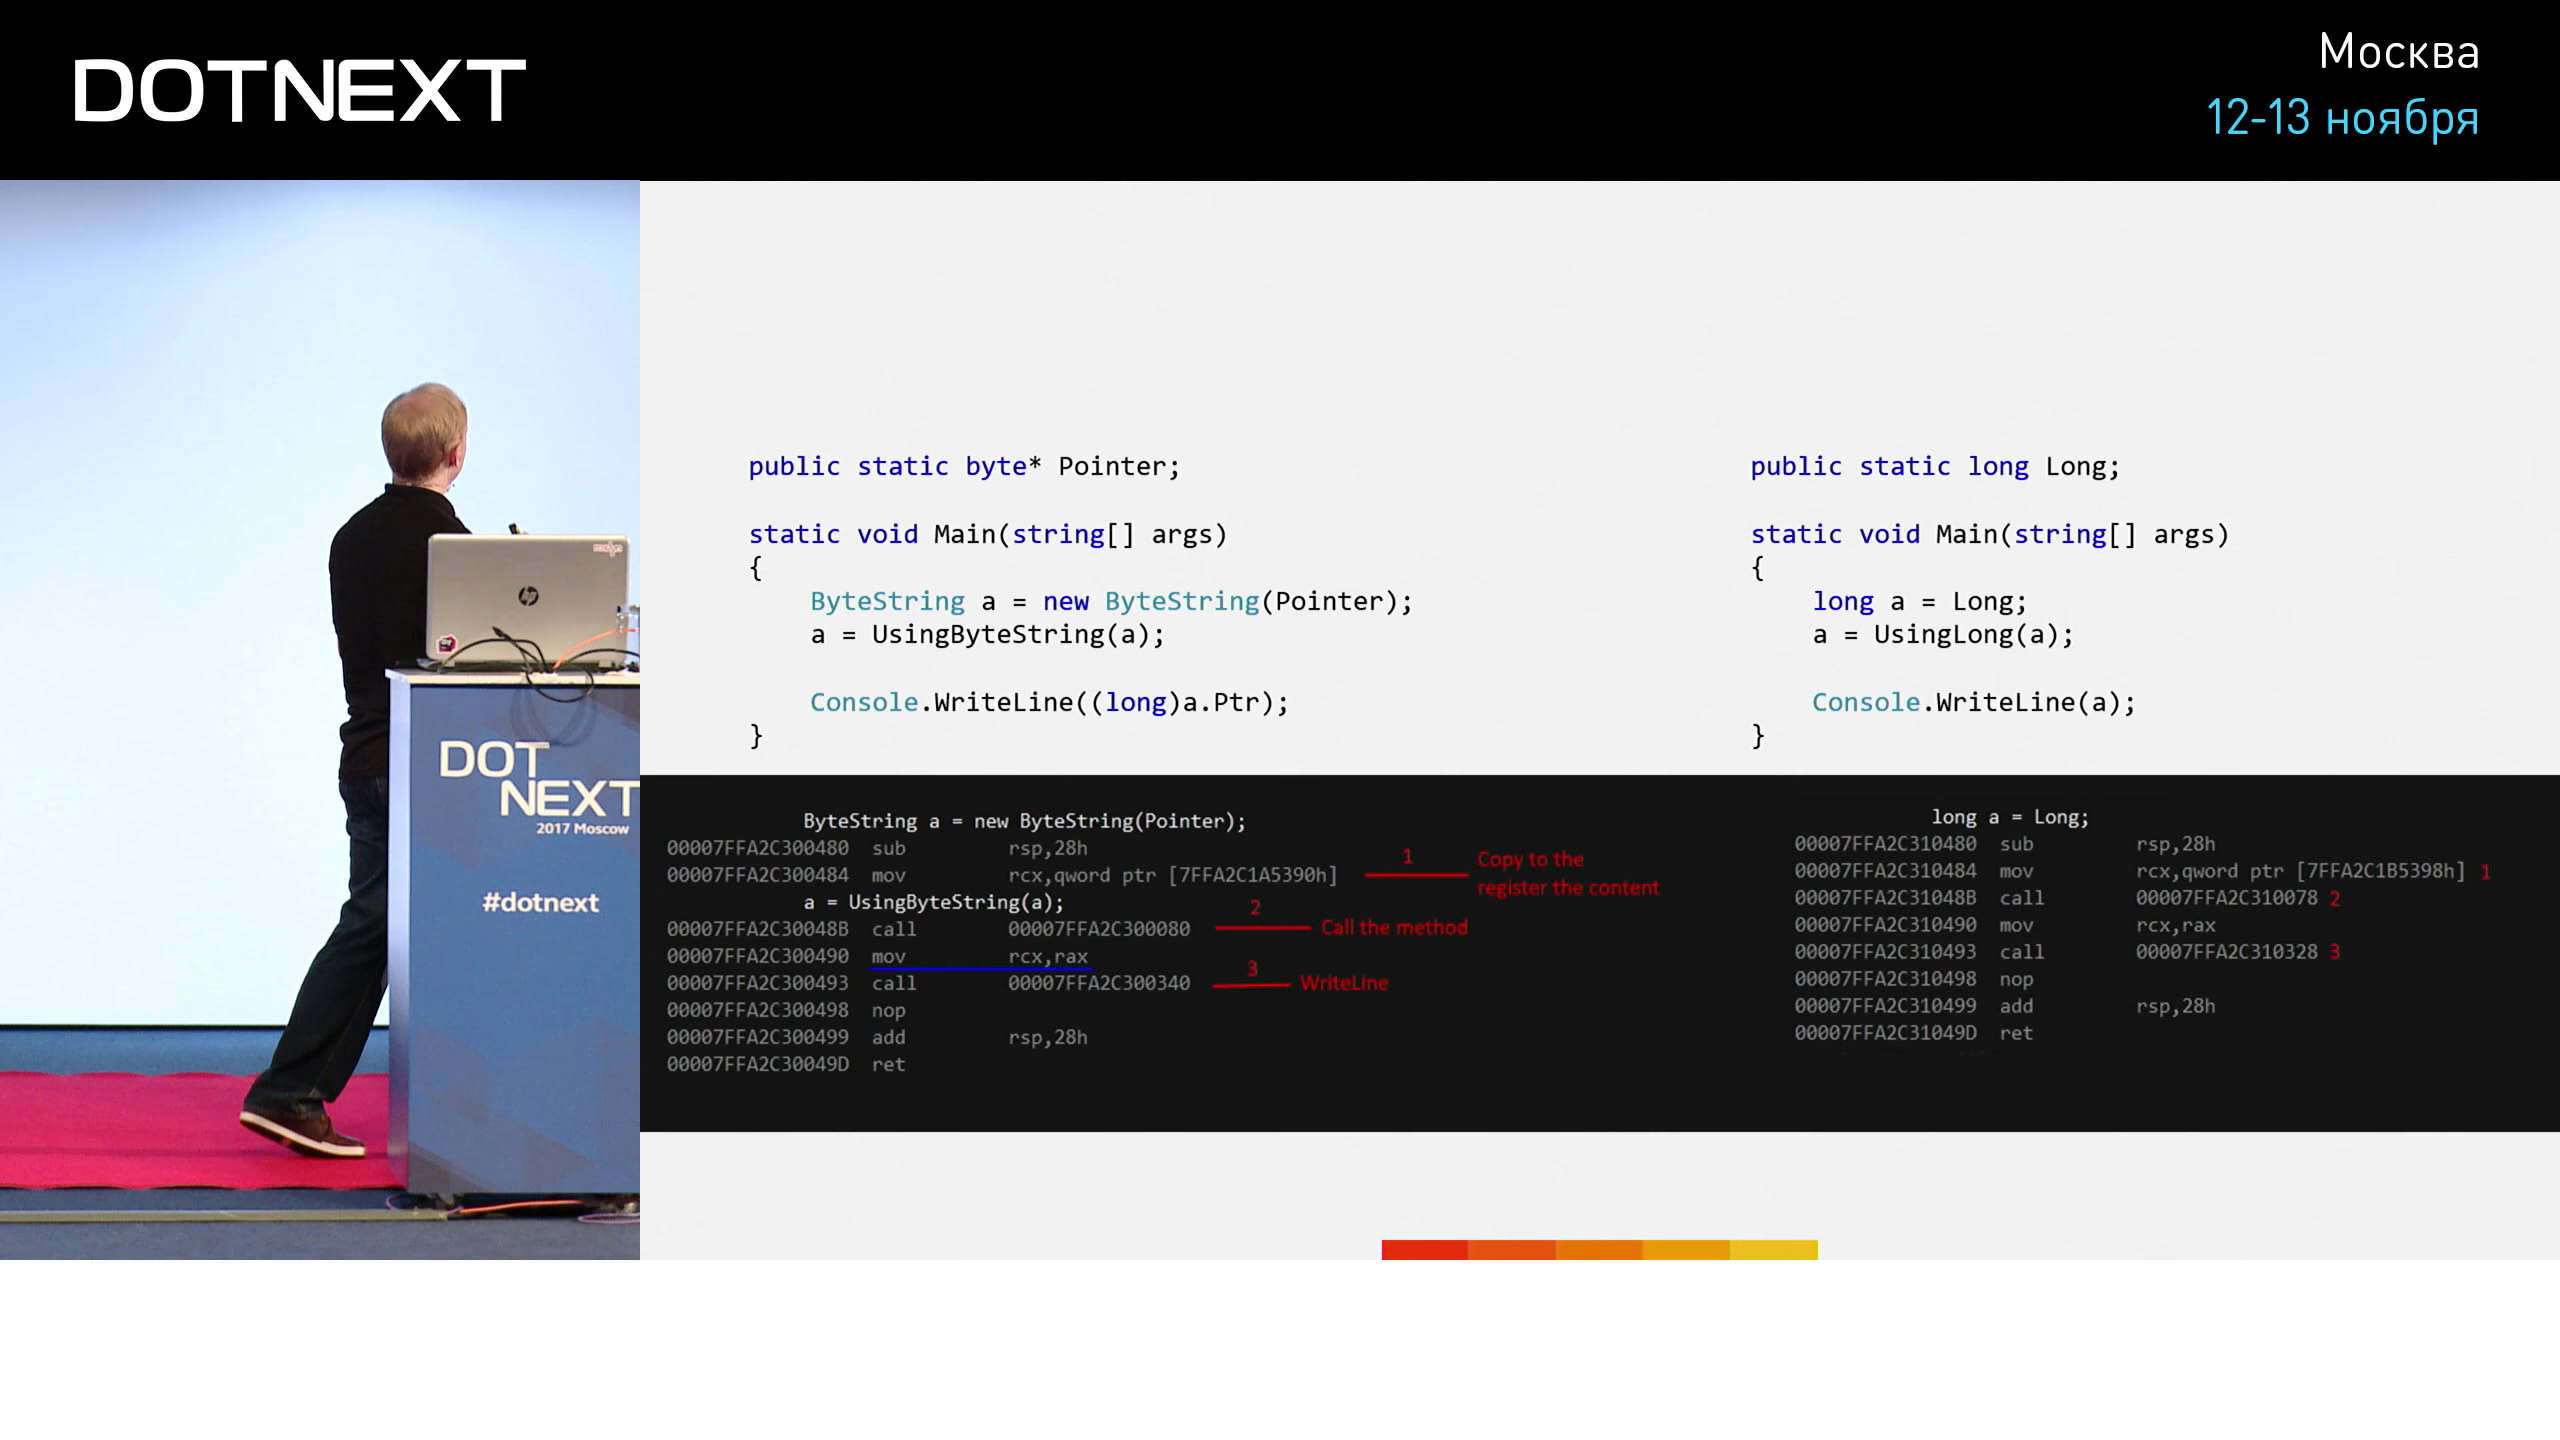 DOTNEXT
Москва
12-13 ноября
DOT
NEXT
2017 Moscow
#dotnext
hp
public static byte* Pointer;
static void Main(string[] args)
{
ByteString a = new ByteString(Pointer);
a = UsingByteString(a);
Console.WriteLine((long)a.Ptr);
}
public static long Long;
static void Main(string[] args)
{
long a = Long;
a = UsingLong(a);
Console.WriteLine(a);
}
ByteString a = new ByteString(Pointer);
00007FFA2C300480 sub rsp,28h
00007FFA2C300484 mov rcx,qword ptr [7FFA2C1A5390h] 1 Copy to the
register the content
a = UsingByteString(a);
00007FFA2C30048B call 00007FFA2C300080 2 Call the method
00007FFA2C300490 mov rcx,rax
00007FFA2C300493 call 00007FFA2C300340 3 WriteLine
00007FFA2C300498 nop
00007FFA2C300499 add rsp,28h
00007FFA2C30049D ret
long a = Long;
00007FFA2C310480 sub rsp,28h
00007FFA2C310484 mov rcx,qword ptr [7FFA2C1B5398h] 1
00007FFA2C31048B call 00007FFA2C310078 2
00007FFA2C310490 mov rcx,rax
00007FFA2C310493 call 00007FFA2C310328 3
00007FFA2C310498 nop
00007FFA2C310499 add rsp,28h
00007FFA2C31049D ret